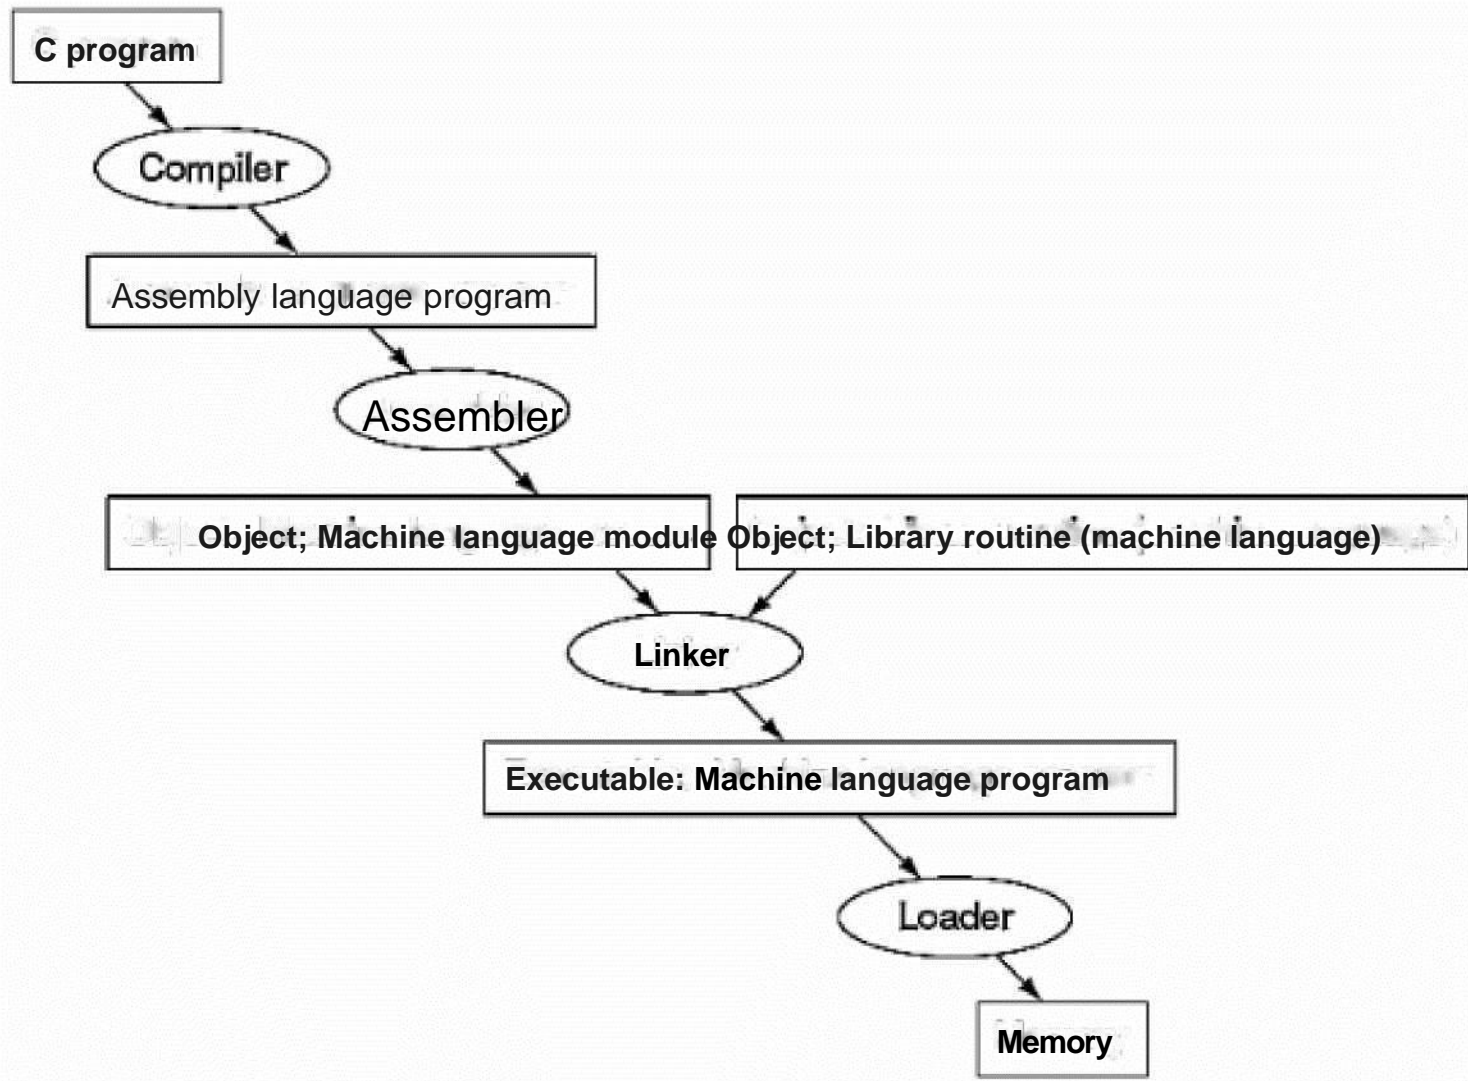 C program
Compiler
Assembly language program
Assembler
Object; Machine language module
Object; Library routine (machine language)
Linker
Executable: Machine language program
Loader
Memory